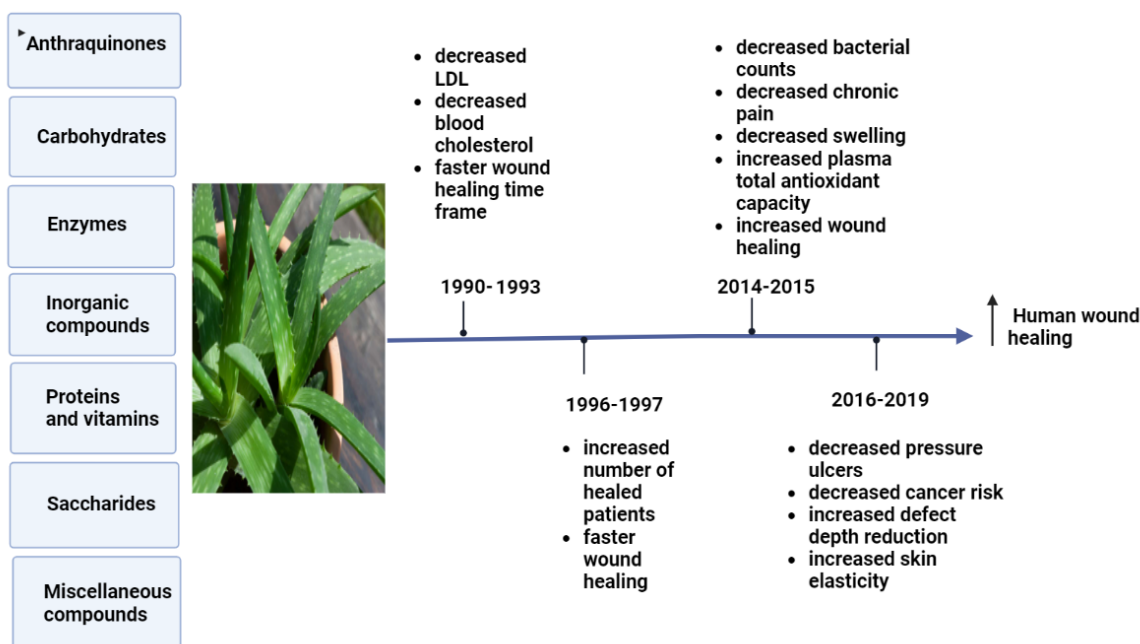 Anthraquinones
Carbohydrates
Enzymes
Inorganic
compounds
Proteins
and vitamins
Saccharides
Miscellaneous
compounds
• decreased
LDL
• decreased
blood
cholesterol
• faster wound
healing time
frame
1990-1993
• decreased bacterial
counts
• decreased chronic
pain
• decreased swelling
• increased plasma
total antioxidant
capacity
• increased wound
healing
2014-2015
Human wound
healing
1996-1997
• increased
number of
healed
patients
• faster
wound
healing
2016-2019
• decreased pressure
ulcers
• decreased cancer risk
• increased defect
depth reduction
• increased skin
elasticity